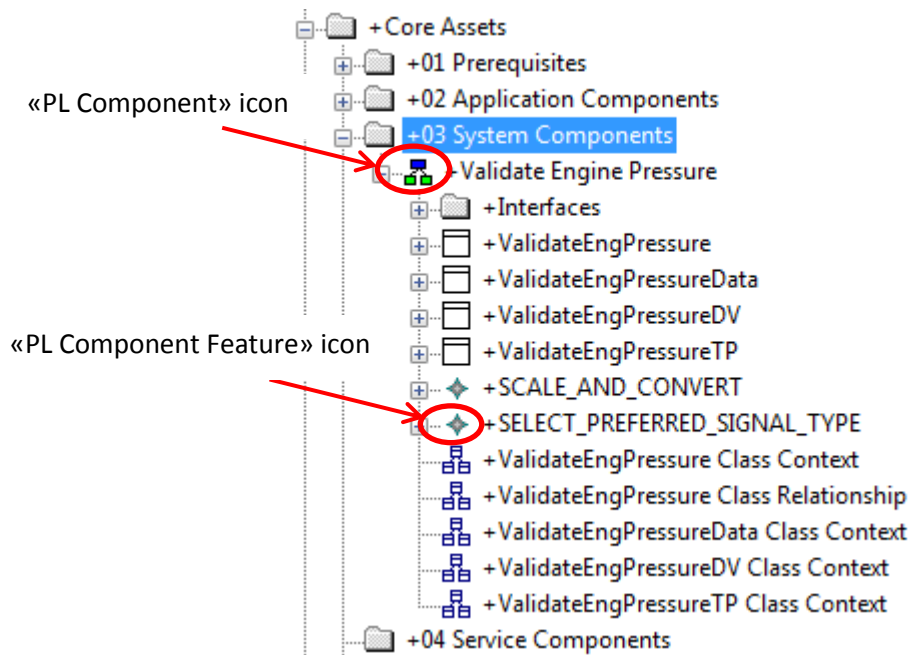 +Core Assets
+01 Prerequisites
«PL Component» icon
+02 Application Components
+03 System Components
+Validate Engine Pressure
+Interfaces
+ValidateEngPressure
+ValidateEngPressureData
+ValidateEngPressureDV
«PL Component Feature» icon
+ValidateEngPressureTP
+SCALE_AND_CONVERT
+SELECT_PREFERRED_SIGNAL_TYPE
+ValidateEngPressure Class Context
+ValidateEngPressure Class Relationship
+ValidateEngPressureData Class Context
+ValidateEngPressureDV Class Context
+ValidateEngPressureTP Class Context
+04 Service Components